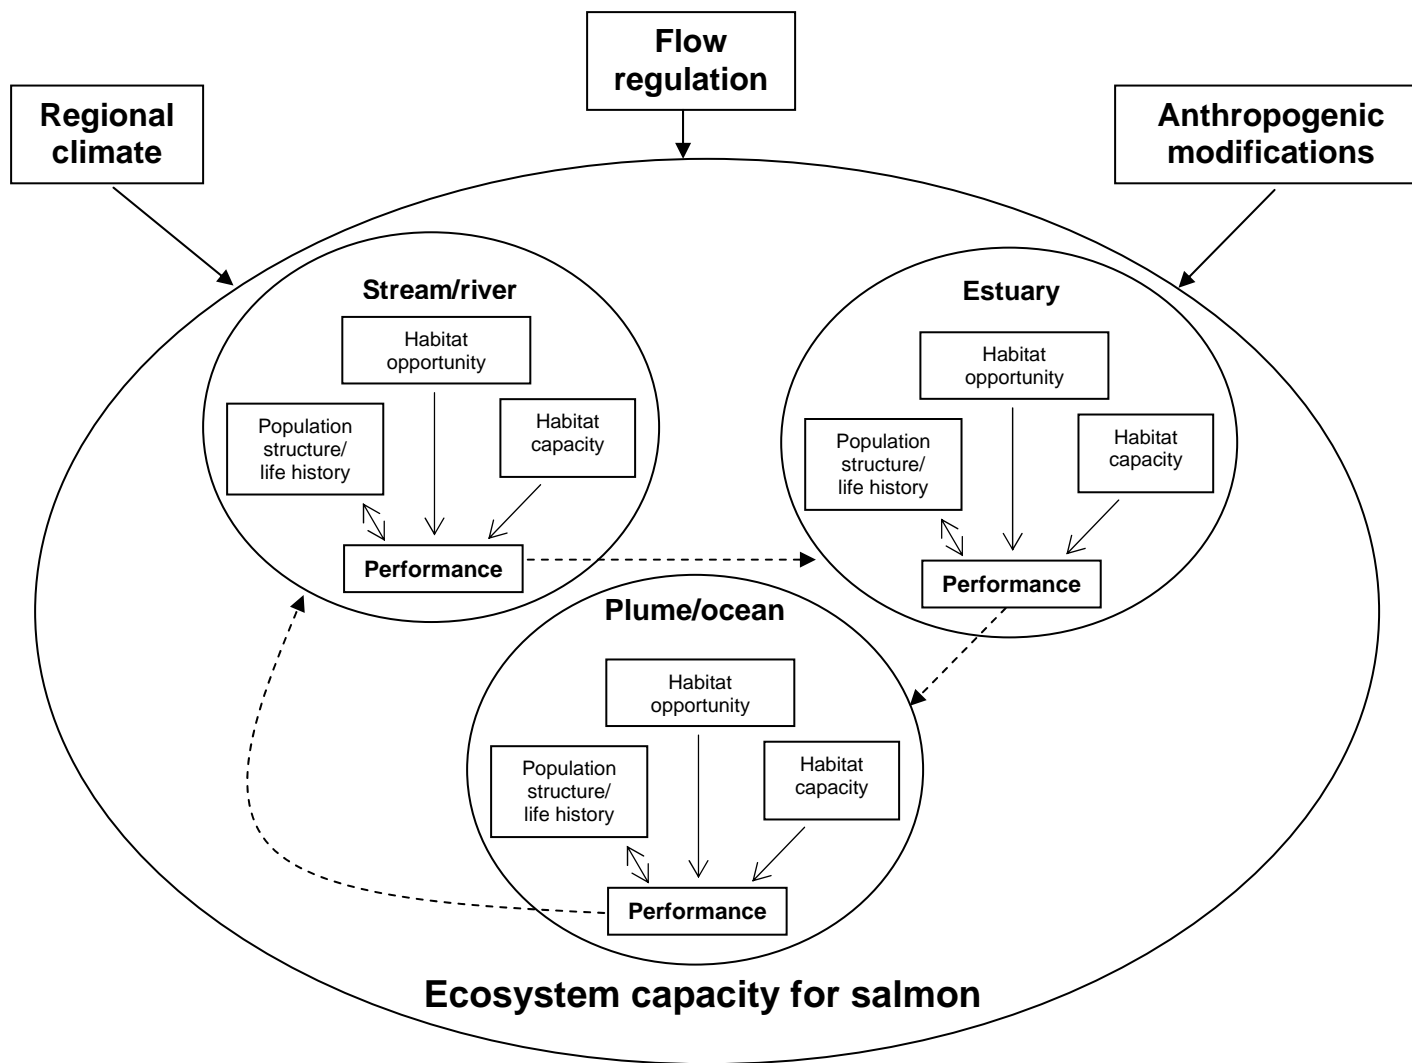 Flow
regulation
Regional
climate
Anthropogenic
modifications
Stream/river
Habitat
opportunity
Population
structure/
life history
Habitat
capacity
Performance
Estuary
Habitat
opportunity
Population
structure/
life history
Habitat
capacity
Performance
Plume/ocean
Habitat
opportunity
Population
structure/
life history
Habitat
capacity
Performance
Ecosystem capacity for salmon